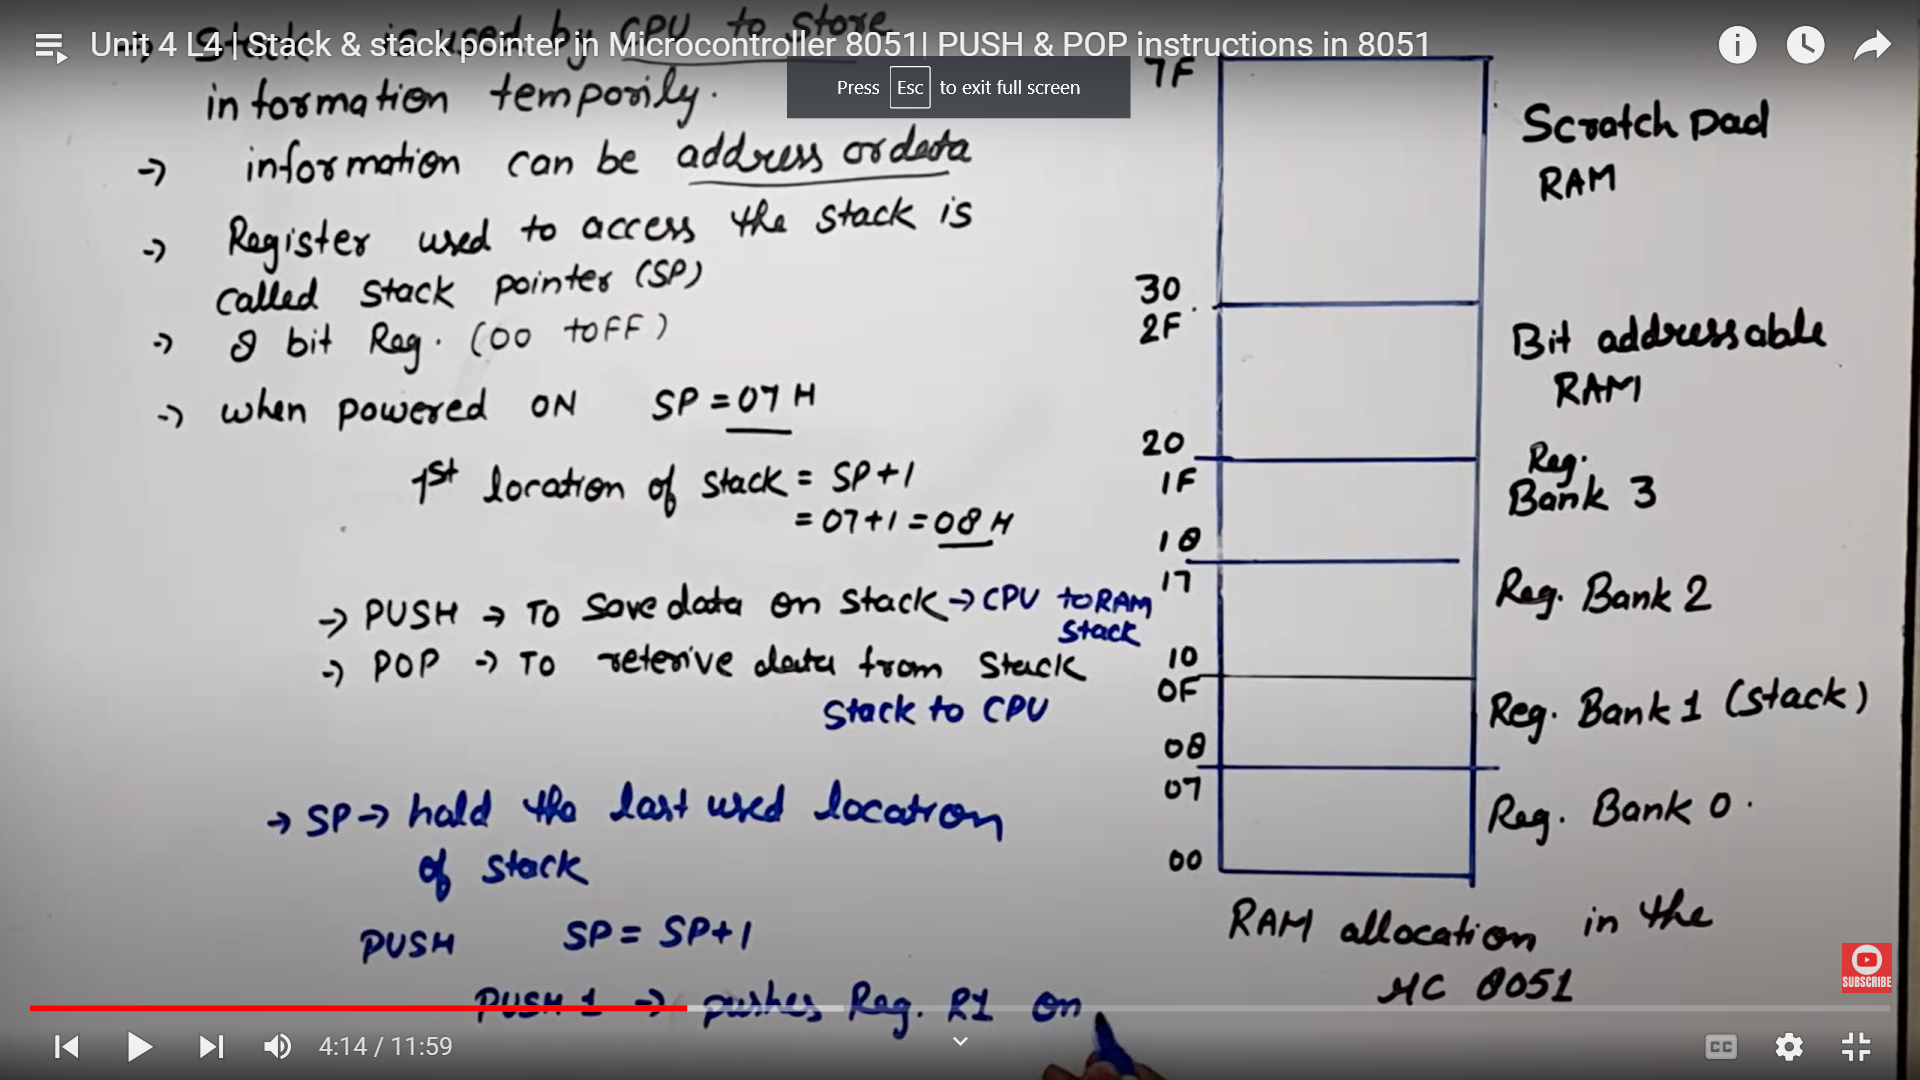 → Stack is used by CPU to store
Unit 4 L4 | Stack & stack pointer in Microcontroller 8051| PUSH & POP instructions in 8051
Press Esc to exit full screen
information temporily.
→ information can be address or data
→ Register used to access the stack is
called stack pointer (SP)
→ 8 bit Reg. (00 to FF)
→ when powered ON SP = 07 H
1st location of stack = SP+1
= 07+1 = 08 H
→ PUSH → To save data on stack → CPU to RAM
stack
→ POP → To reterive data from stack
stack to CPU
→ SP → hold the last used location
of stack
PUSH SP = SP+1
PUSH 1 → pushes Reg. R1 on
7F
Scratch pad
RAM
30
2F
Bit addressable
RAM
20
1F
Reg.
Bank 3
18
17
Reg. Bank 2
10
0F
Reg. Bank 1 (stack)
08
07
Reg. Bank 0.
00
RAM allocation in the
MC 8051
SUBSCRIBE
4:14 / 11:59
CC